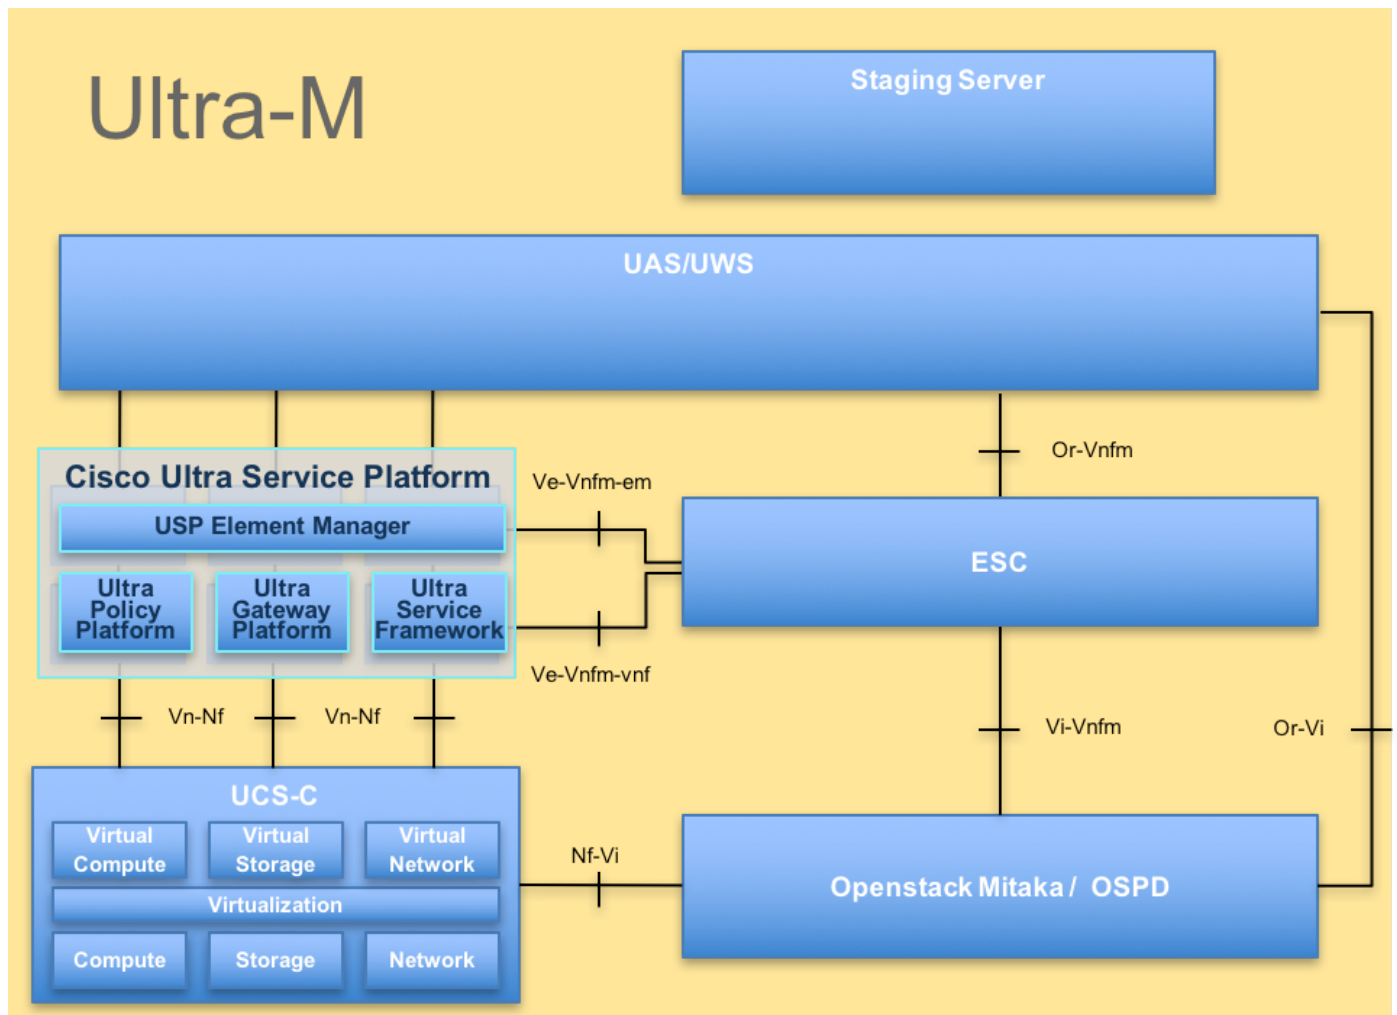 Ultra-M
Staging Server
UAS/UWS
Or-Vnfm
Cisco Ultra Service Platform
Ve-Vnfm-em
USP Element Manager
ESC
Ultra
Policy
Platform
Ultra
Gateway
Platform
Ultra
Service
Framework
Ve-Vnfm-vnf
Vn-Nf
Vn-Nf
Vi-Vnfm
Or-Vi
UCS-C
Virtual
Compute
Virtual
Storage
Virtual
Network
Nf-Vi
Openstack Mitaka / OSPD
Virtualization
Compute
Storage
Network